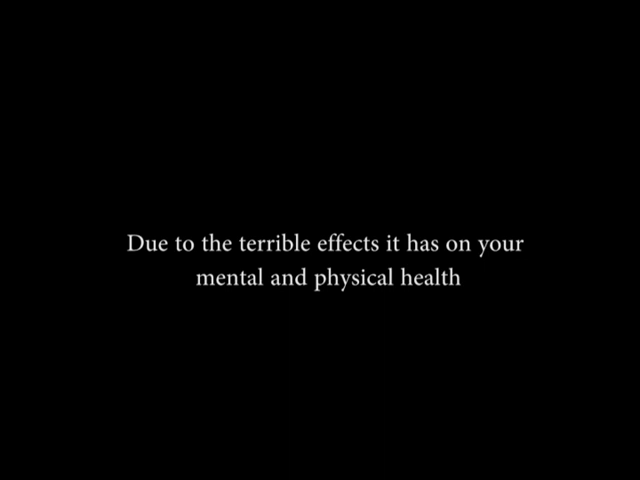 Due to the terrible effects it has on your
mental and physical health